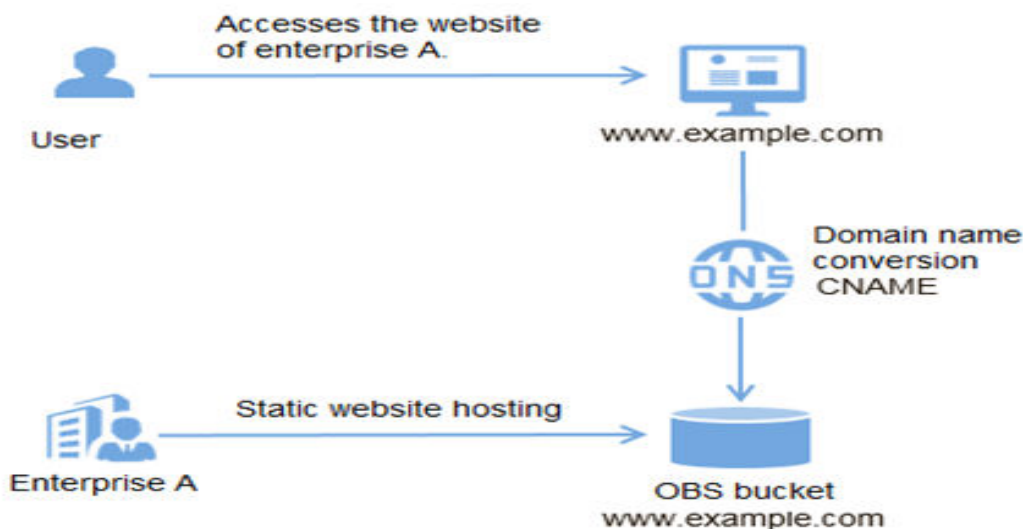 Accesses the website
of enterprise A.
User
www.example.com
Domain name
conversion
CNAME
DNS
Static website hosting
Enterprise A
OBS bucket
www.example.com